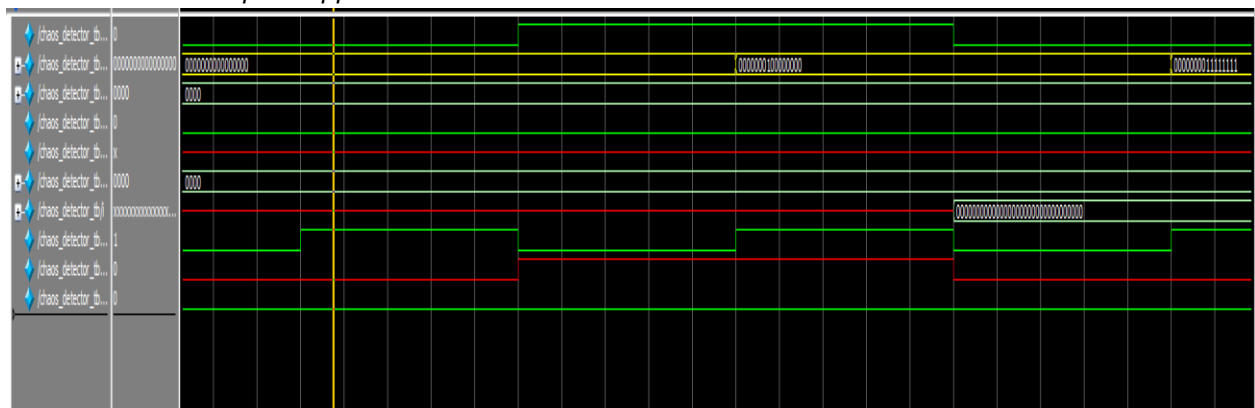 /chaos_detector_tb... 0
/chaos_detector_tb... 0000000000000000 0000000000000000 0000000100000000 0000000011111111
/chaos_detector_tb... 0000 0000
/chaos_detector_tb... 0
/chaos_detector_tb... x
/chaos_detector_tb... 0000 0000
/chaos_detector_tb/i 00000000000000000000000000000000
/chaos_detector_tb... 1
/chaos_detector_tb... 0
/chaos_detector_tb... 0